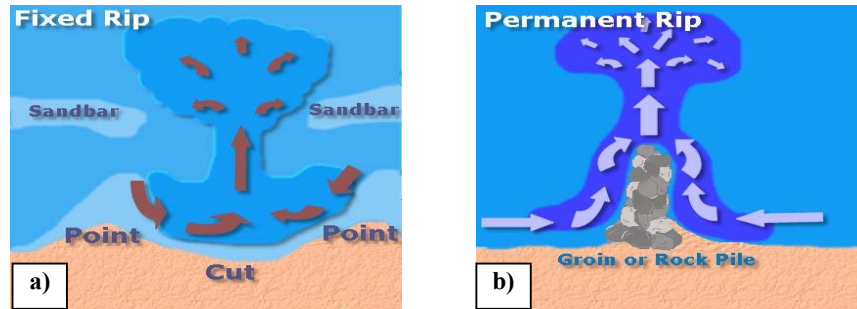 Fixed Rip
Sandbar
Sandbar
Point
Point
Cut
a)
Permanent Rip
Groin or Rock Pile
b)